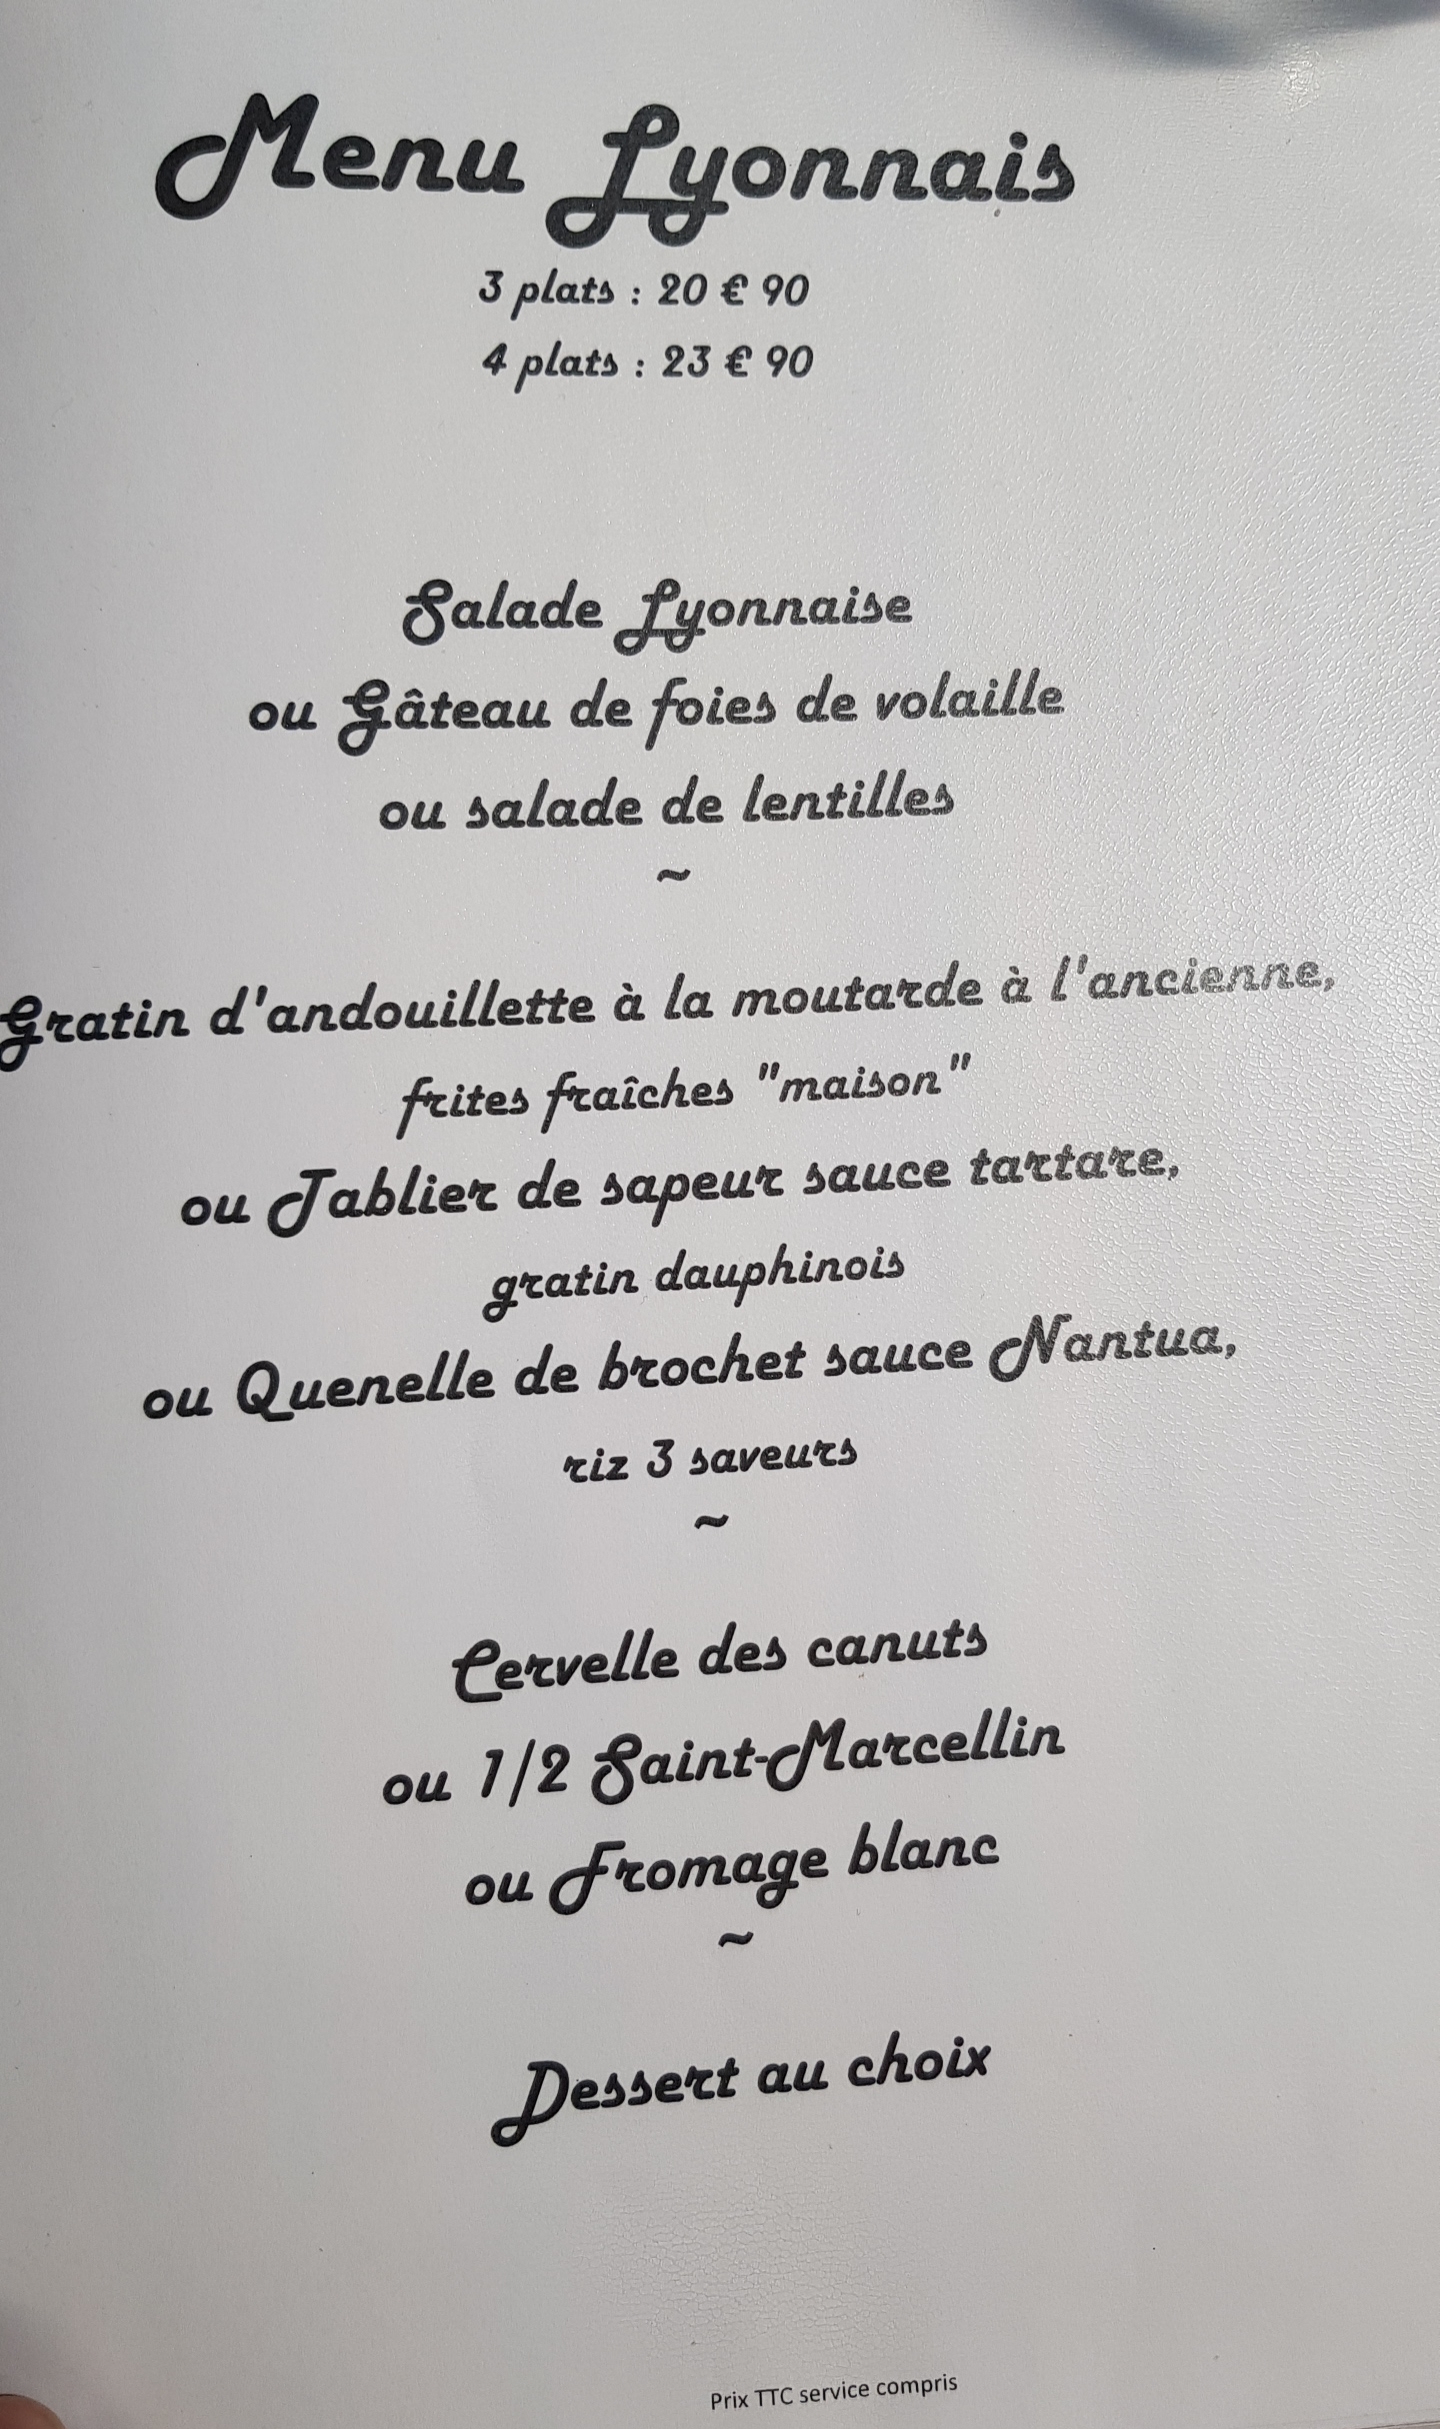 Menu Lyonnais
3 plats : 20 € 90
4 plats : 23 € 90
Salade Lyonnaise
ou Gâteau de foies de volaille
ou salade de lentilles
~
Gratin d'andouillette à la moutarde à l'ancienne,
frites fraîches "maison"
ou Tablier de sapeur sauce tartare,
gratin dauphinois
ou Quenelle de brochet sauce Nantua,
riz 3 saveurs
~
Cervelle des canuts
ou 1/2 Saint-Marcellin
ou Fromage blanc
~
Dessert au choix
Prix TTC service compris